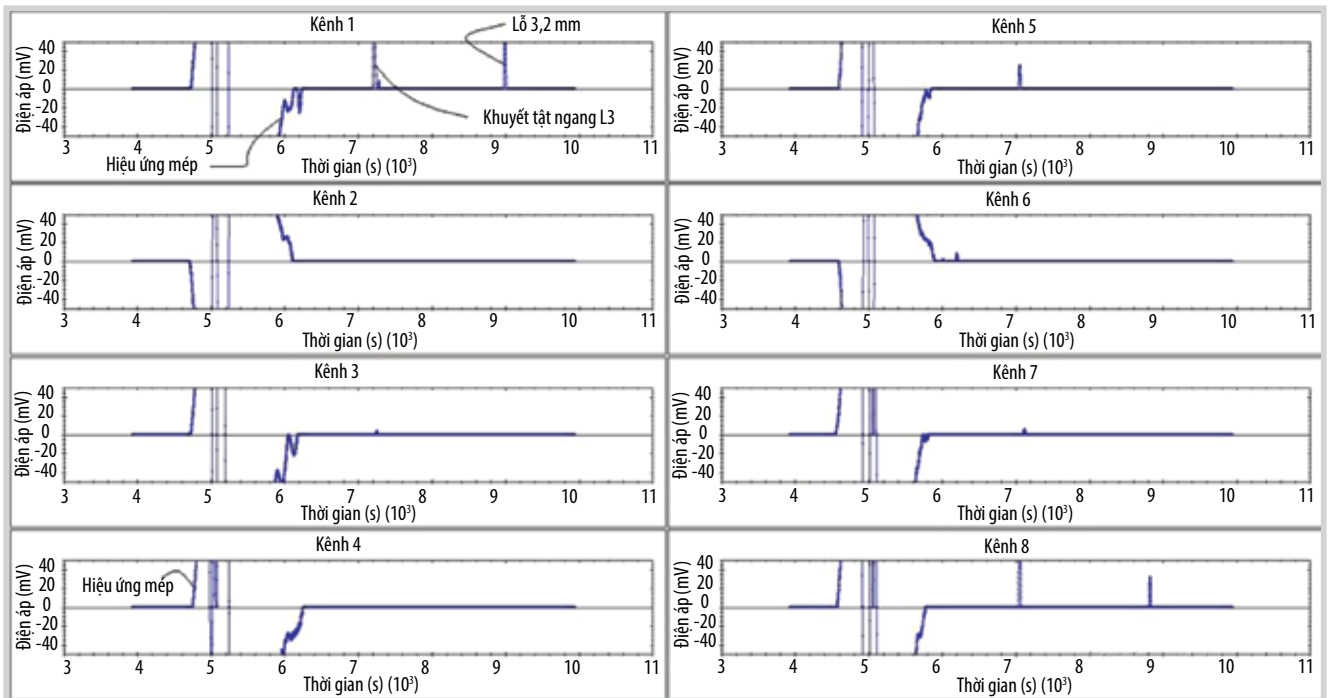 Kênh 1
Lỗ 3,2 mm
Điện áp (mV)
40
20
0
-20
-40
Khuyết tật ngang L3
Hiệu ứng mép
3 4 5 6 7 8 9 10 11
Thời gian (s) (10³)
Kênh 2
Điện áp (mV)
40
20
0
-20
-40
3 4 5 6 7 8 9 10 11
Thời gian (s) (10³)
Kênh 3
Điện áp (mV)
40
20
0
-20
-40
3 4 5 6 7 8 9 10 11
Thời gian (s) (10³)
Kênh 4
Điện áp (mV)
40
20
0
-20
-40
Hiệu ứng mép
3 4 5 6 7 8 9 10 11
Thời gian (s) (10³)
Kênh 5
Điện áp (mV)
40
20
0
-20
-40
3 4 5 6 7 8 9 10 11
Thời gian (s) (10³)
Kênh 6
Điện áp (mV)
40
20
0
-20
-40
3 4 5 6 7 8 9 10 11
Thời gian (s) (10³)
Kênh 7
Điện áp (mV)
40
20
0
-20
-40
3 4 5 6 7 8 9 10 11
Thời gian (s) (10³)
Kênh 8
Điện áp (mV)
40
20
0
-20
-40
3 4 5 6 7 8 9 10 11
Thời gian (s) (10³)